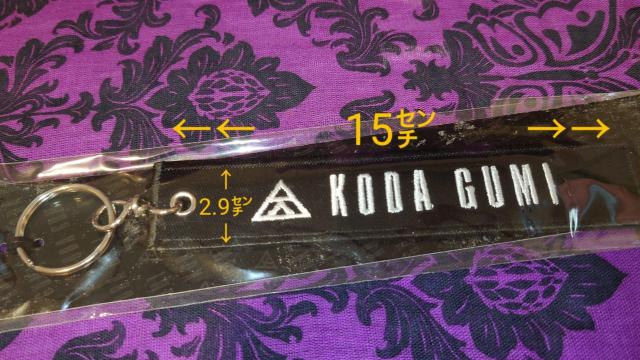 ←← 15㌢ →→
↑
2.9㌢
↓
KODA GUMI